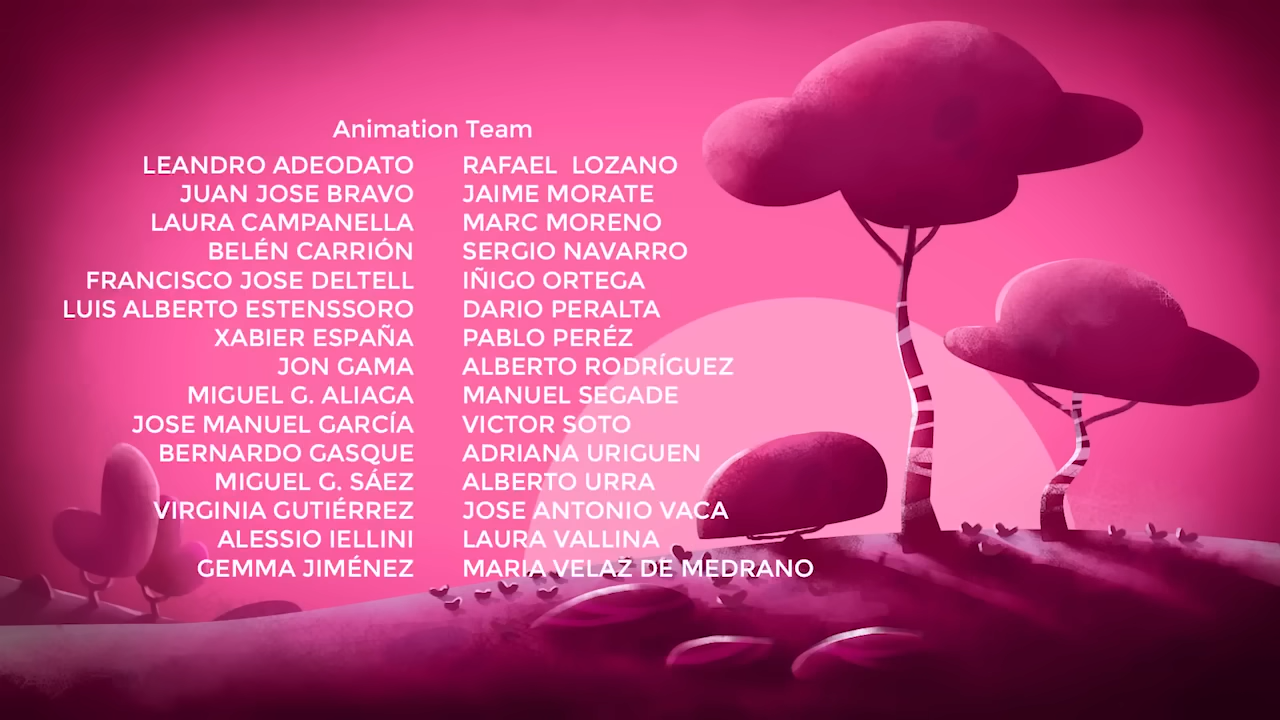 Animation Team
LEANDRO ADEODATO
JUAN JOSE BRAVO
LAURA CAMPANELLA
BELÉN CARRIÓN
FRANCISCO JOSE DELTELL
LUIS ALBERTO ESTENSSORO
XABIER ESPAÑA
JON GAMA
MIGUEL G. ALIAGA
JOSE MANUEL GARCÍA
BERNARDO GASQUE
MIGUEL G. SÁEZ
VIRGINIA GUTIÉRREZ
ALESSIO IELLINI
GEMMA JIMÉNEZ
RAFAEL  LOZANO
JAIME MORATE
MARC MORENO
SERGIO NAVARRO
IÑIGO ORTEGA
DARIO PERALTA
PABLO PERÉZ
ALBERTO RODRÍGUEZ
MANUEL SEGADE
VICTOR SOTO
ADRIANA URIGUEN
ALBERTO URRA
JOSE ANTONIO VACA
LAURA VALLINA
MARIA VELAZ DE MEDRANO